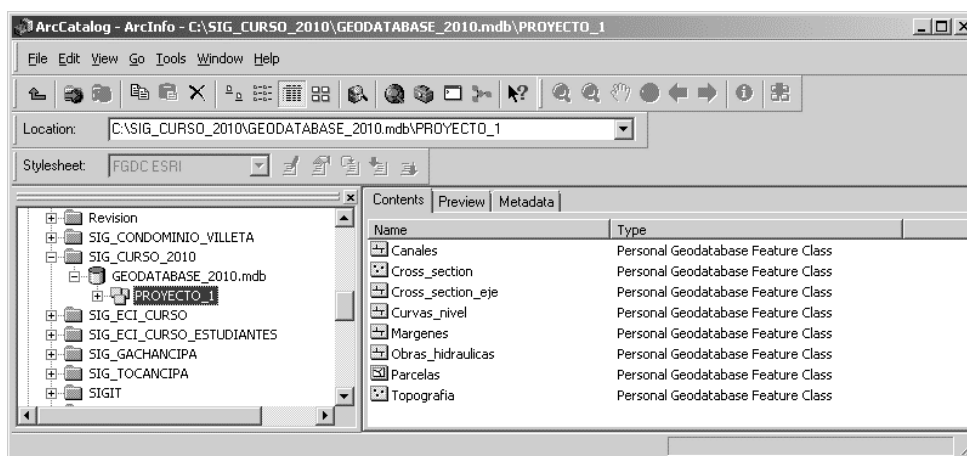 ArcCatalog - ArcInfo - C:\SIG_CURSO_2010\GEODATABASE_2010.mdb\PROYECTO_1
File Edit View Go Tools Window Help
Location: C:\SIG_CURSO_2010\GEODATABASE_2010.mdb\PROYECTO_1
Stylesheet: FGDC ESRI
Revision
SIG_CONDOMINIO_VILLETA
SIG_CURSO_2010
GEODATABASE_2010.mdb
PROYECTO_1
SIG_ECI_CURSO
SIG_ECI_CURSO_ESTUDIANTES
SIG_GACHANCIPA
SIG_TOCANCIPA
SIGIT
Contents Preview Metadata
Name Type
Canales Personal Geodatabase Feature Class
Cross_section Personal Geodatabase Feature Class
Cross_section_eje Personal Geodatabase Feature Class
Curvas_nivel Personal Geodatabase Feature Class
Margenes Personal Geodatabase Feature Class
Obras_hidraulicas Personal Geodatabase Feature Class
Parcelas Personal Geodatabase Feature Class
Topografia Personal Geodatabase Feature Class